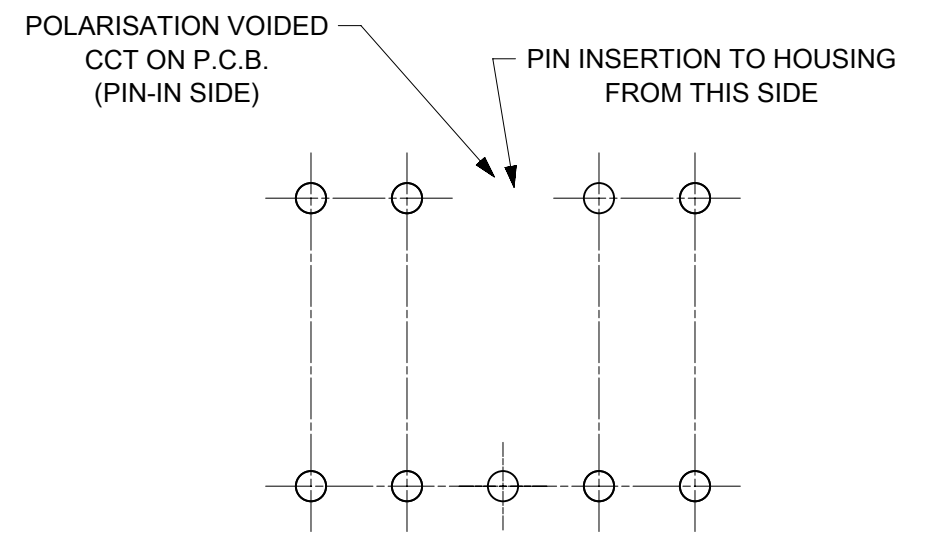 POLARISATION VOIDED
CCT ON P.C.B.
(PIN-IN SIDE)
PIN INSERTION TO HOUSING
FROM THIS SIDE